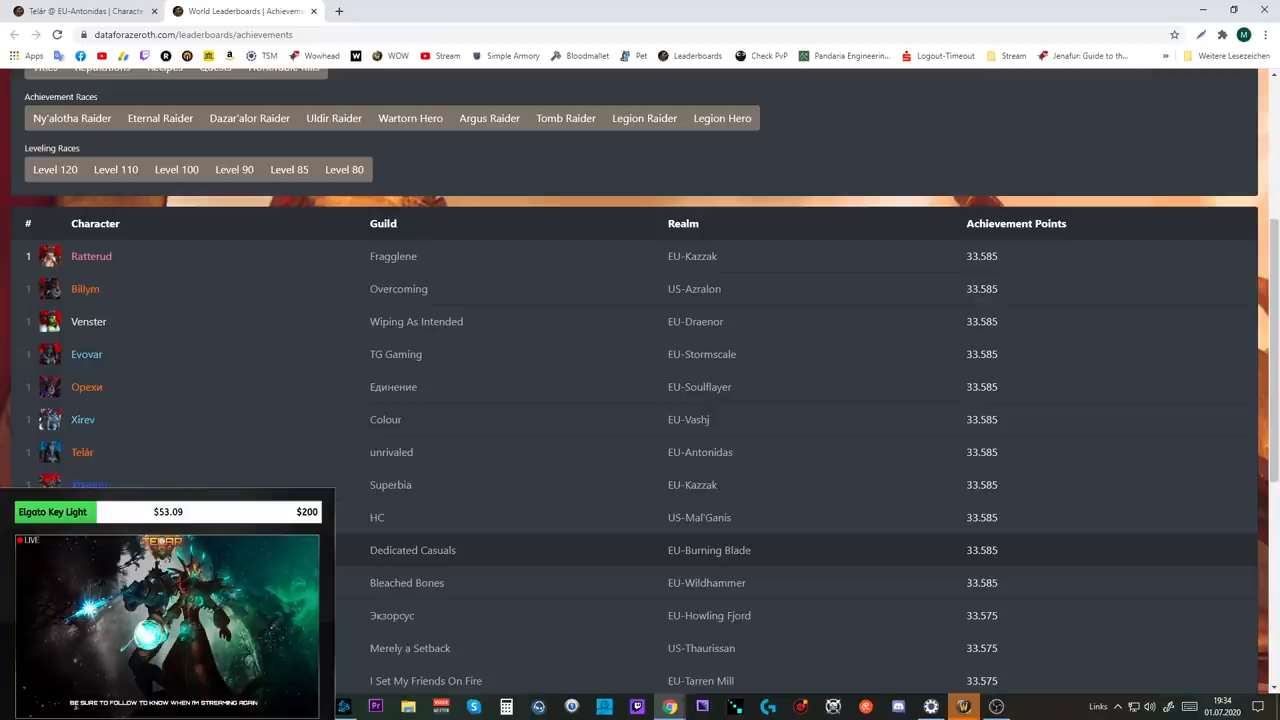 Telár @ EU-Antonidas | Characte
World Leaderboards | Achieveme
dataforazeroth.com/leaderboards/achievements
M
Apps TSM Wowhead WOW Stream Simple Armory Bloodmallet Pet Leaderboards Check PvP Pandaria Engineerin... Logout-Timeout Stream Jenafur: Guide to th... » Weitere Lesezeichen
Titles Reputations Recipes Quests Honorable Kills
Achievement Races
Ny'alotha Raider Eternal Raider Dazar'alor Raider Uldir Raider Wartorn Hero Argus Raider Tomb Raider Legion Raider Legion Hero
Leveling Races
Level 120 Level 110 Level 100 Level 90 Level 85 Level 80
# Character Guild Realm Achievement Points
1 Ratterud Fragglene EU-Kazzak 33.585
1 Billym Overcoming US-Azralon 33.585
1 Venster Wiping As Intended EU-Draenor 33.585
1 Evovar TG Gaming EU-Stormscale 33.585
1 Орехи Единение EU-Soulflayer 33.585
1 Xirev Colour EU-Vashj 33.585
1 Telár unrivaled EU-Antonidas 33.585
1 Superbia EU-Kazzak 33.585
HC US-Mal'Ganis 33.585
Dedicated Casuals EU-Burning Blade 33.585
Bleached Bones EU-Wildhammer 33.585
Экзорсус EU-Howling Fjord 33.575
Merely a Setback US-Thaurissan 33.575
I Set My Friends On Fire EU-Tarren Mill 33.575
Elgato Key Light $53.09 $200
LIVE
TELAR
BE SURE TO FOLLOW TO KNOW WHEN I'M STREAMING AGAIN
Links
19:34
01.07.2020